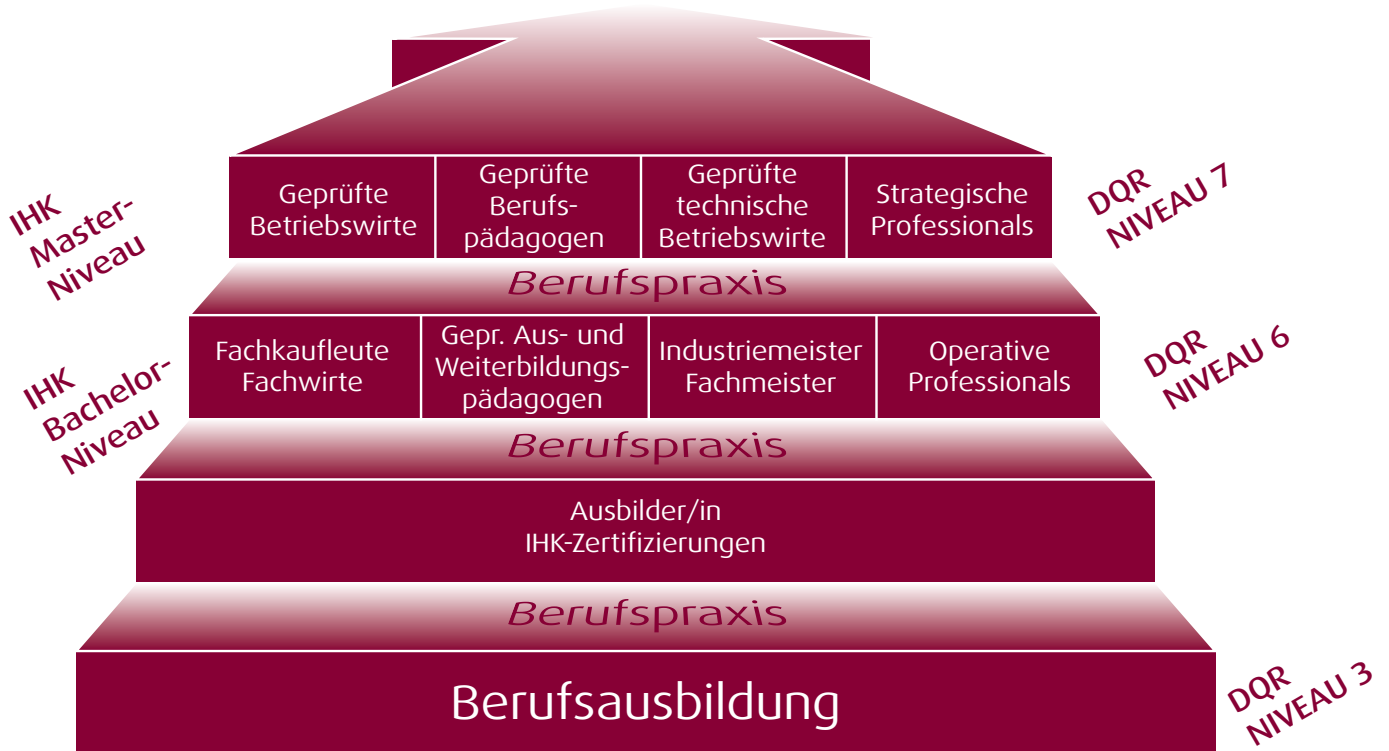 IHK
Master-
Niveau
Geprüfte
Betriebswirte
Geprüfte
Berufs-
pädagogen
Geprüfte
technische
Betriebswirte
Strategische
Professionals
DQR
NIVEAU 7
Berufspraxis
IHK
Bachelor-
Niveau
Fachkaufleute
Fachwirte
Gepr. Aus- und
Weiterbildungs-
pädagogen
Industriemeister
Fachmeister
Operative
Professionals
DQR
NIVEAU 6
Berufspraxis
Ausbilder/in
IHK-Zertifizierungen
Berufspraxis
Berufsausbildung
DQR
NIVEAU 3